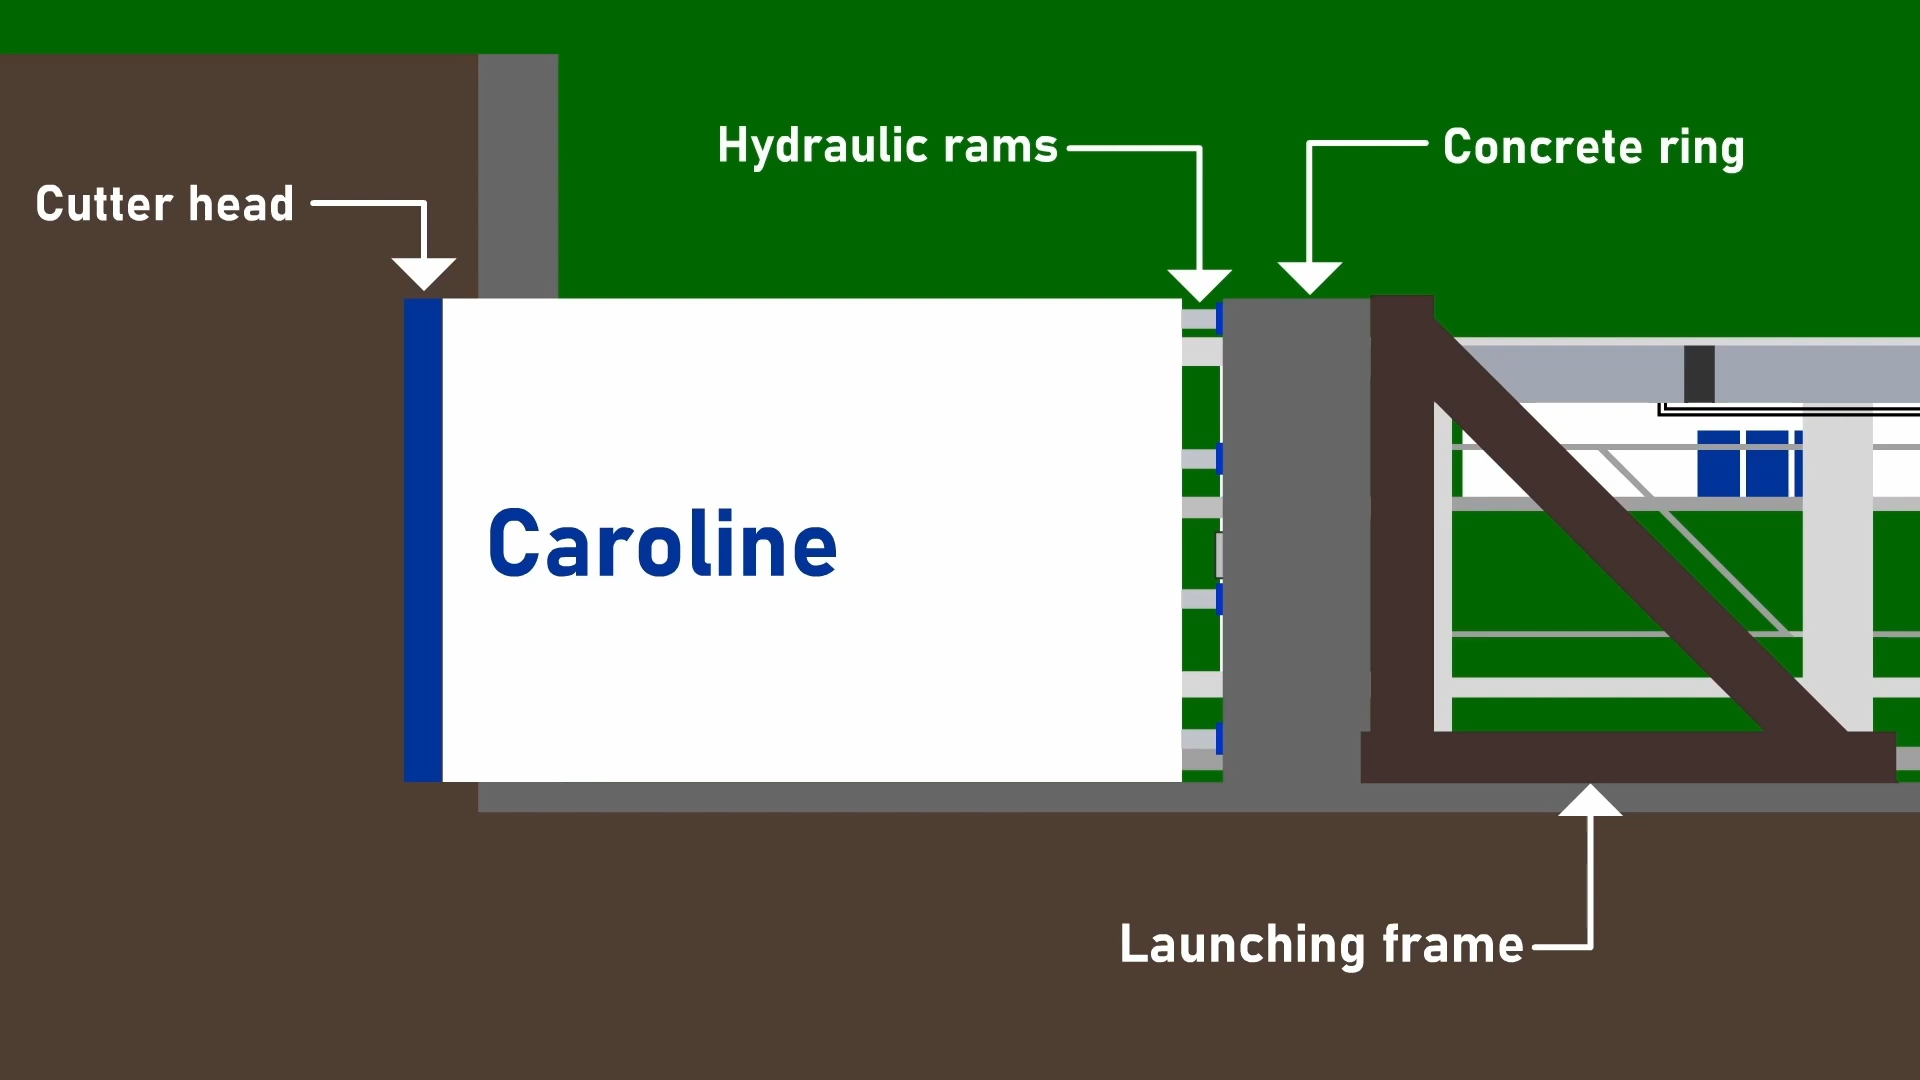 Hydraulic rams
Concrete ring
Cutter head
Caroline
Launching frame